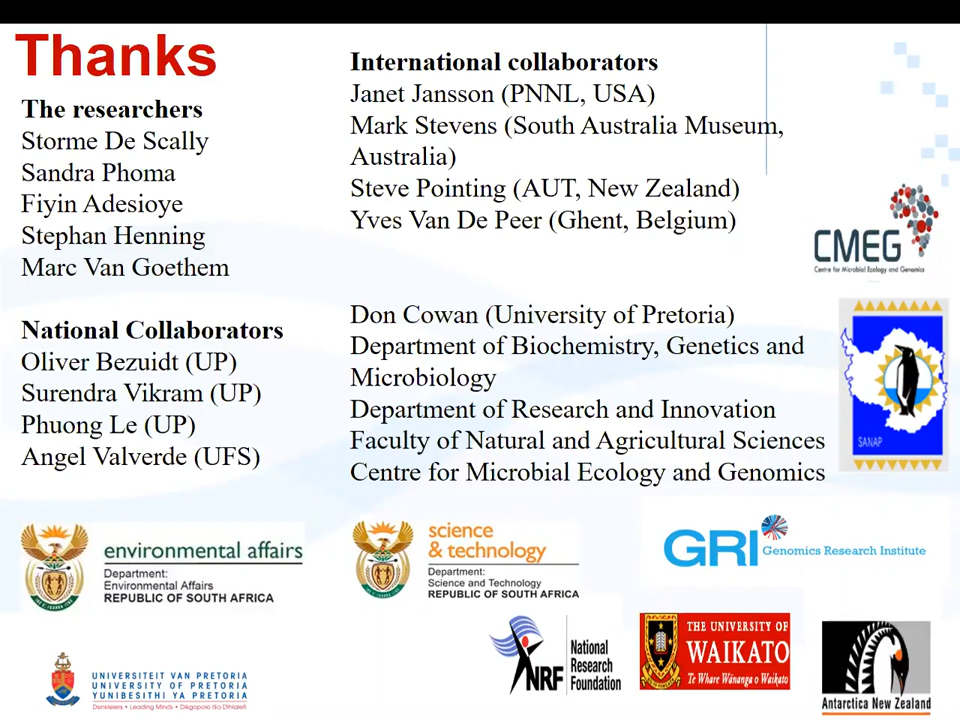 Thanks
The researchers
Storme De Scally
Sandra Phoma
Fiyin Adesioye
Stephan Henning
Marc Van Goethem
National Collaborators
Oliver Bezuidt (UP)
Surendra Vikram (UP)
Phuong Le (UP)
Angel Valverde (UFS)
International collaborators
Janet Jansson (PNNL, USA)
Mark Stevens (South Australia Museum,
Australia)
Steve Pointing (AUT, New Zealand)
Yves Van De Peer (Ghent, Belgium)
Don Cowan (University of Pretoria)
Department of Biochemistry, Genetics and
Microbiology
Department of Research and Innovation
Faculty of Natural and Agricultural Sciences
Centre for Microbial Ecology and Genomics
CMEG
Centre for Microbial Ecology and Genomics
SANAP
environmental affairs
Department:
Environmental Affairs
REPUBLIC OF SOUTH AFRICA
science
& technology
Department:
Science and Technology
REPUBLIC OF SOUTH AFRICA
GRI Genomics Research Institute
UNIVERSITEIT VAN PRETORIA
UNIVERSITY OF PRETORIA
YUNIBESITHI YA PRETORIA
Denkleiers • Leading Minds • Dikgopolo tša Dihlalefi
NRF
National
Research
Foundation
THE UNIVERSITY OF
WAIKATO
Te Whare Wānanga o Waikato
Antarctica New Zealand